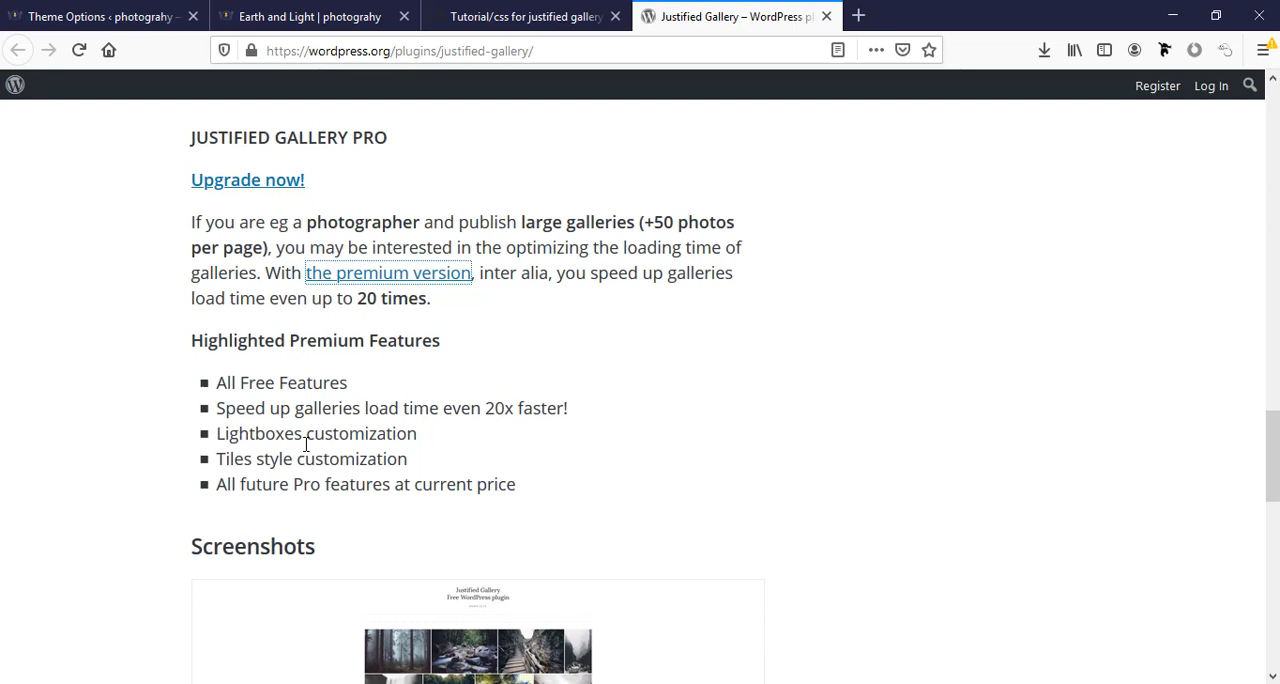 Theme Options ‹ photograhy –
Earth and Light | photograhy
Tutorial/css for justified gallery
Justified Gallery – WordPress pl
https://wordpress.org/plugins/justified-gallery/
Register Log In
JUSTIFIED GALLERY PRO
Upgrade now!
If you are eg a photographer and publish large galleries (+50 photos
per page), you may be interested in the optimizing the loading time of
galleries. With the premium version, inter alia, you speed up galleries
load time even up to 20 times.
Highlighted Premium Features
All Free Features
Speed up galleries load time even 20x faster!
Lightboxes customization
Tiles style customization
All future Pro features at current price
Screenshots
Justified Gallery
Free WordPress plugin